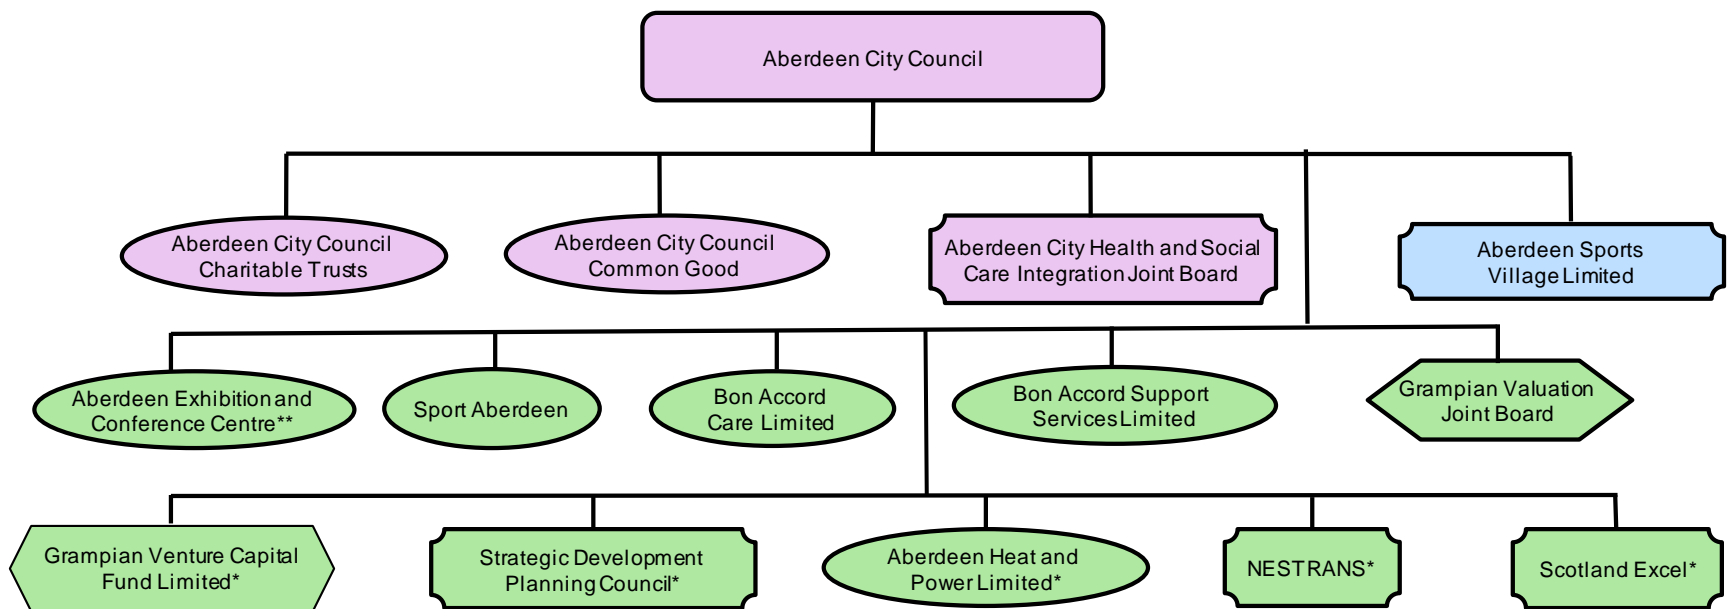 Aberdeen City Council
Aberdeen City Council
Charitable Trusts
Aberdeen City Council
Common Good
Aberdeen City Health and Social
Care Integration Joint Board
Aberdeen Sports
Village Limited
Aberdeen Exhibition and
Conference Centre**
Sport Aberdeen
Bon Accord
Care Limited
Bon Accord Support
Services Limited
Grampian Valuation
Joint Board
Grampian Venture Capital
Fund Limited*
Strategic Development
Planning Council*
Aberdeen Heat and
Power Limited*
NESTRANS*
Scotland Excel*